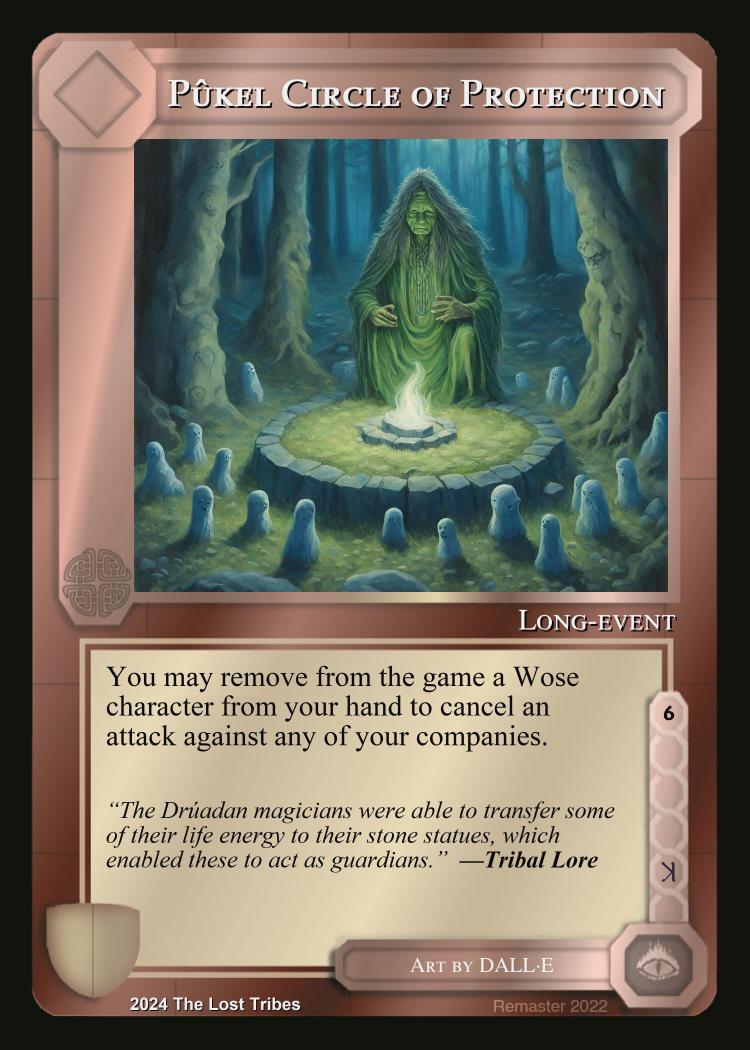 Pûkel Circle of Protection
Long-event
You may remove from the game a Wose
character from your hand to cancel an
attack against any of your companies.
6
“The Drúadan magicians were able to transfer some
of their life energy to their stone statues, which
enabled these to act as guardians.” —Tribal Lore
Art by DALL·E
2024 The Lost Tribes
Remaster 2022